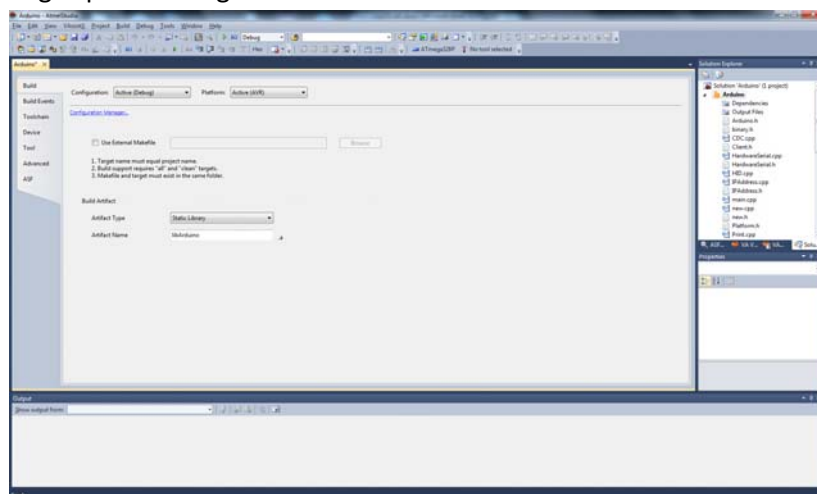 Arduino - AtmelStudio
File Edit View VAssistX Project Build Debug Tools Window Help
Debug
Hex
ATmega328P No tool selected
Arduino*
Build
Build Events
Toolchain
Device
Tool
Advanced
ASF
Configuration: Active (Debug) Platform: Active (AVR)
Configuration Manager...
Use External Makefile Browse
1. Target name must equal project name.
2. Build support requires "all" and "clean" targets.
3. Makefile and target must exist in the same folder.
Build Artifact
Artifact Type Static Library
Artifact Name libArduino
Solution Explorer
Solution 'Arduino' (1 project)
Arduino
Dependencies
Output Files
Arduino.h
binary.h
CDC.cpp
Client.h
HardwareSerial.cpp
HardwareSerial.h
HID.cpp
IPAddress.cpp
IPAddress.h
main.cpp
new.cpp
new.h
Platform.h
Print.cpp
ASF... VA V... VA... Solu...
Properties
Output
Show output from: